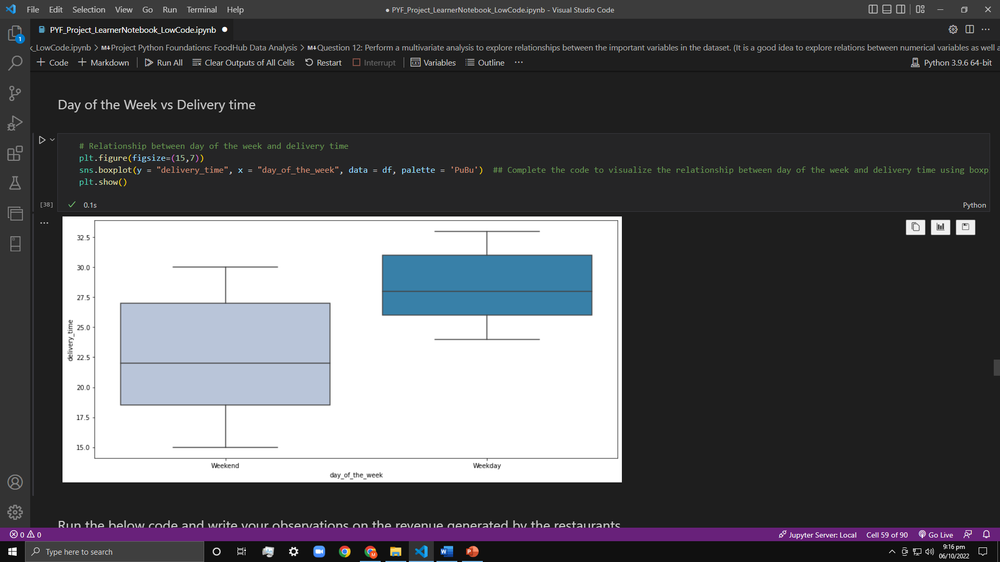 File Edit Selection View Go Run Terminal Help
● PYF_Project_LearnerNotebook_LowCode.ipynb - Visual Studio Code
PYF_Project_LearnerNotebook_LowCode.ipynb ●
k_LowCode.ipynb > M↓Project Python Foundations: FoodHub Data Analysis > M↓Question 12: Perform a multivariate analysis to explore relationships between the important variables in the dataset. (It is a good idea to explore relations between numerical variables as well a
+ Code + Markdown Run All Clear Outputs of All Cells Restart Interrupt Variables Outline ... Python 3.9.6 64-bit
Day of the Week vs Delivery time
# Relationship between day of the week and delivery time
plt.figure(figsize=(15,7))
sns.boxplot(y = "delivery_time", x = "day_of_the_week", data = df, palette = 'PuBu')  ## Complete the code to visualize the relationship between day of the week and delivery time using boxp
plt.show()
[38] ✓ 0.1s Python
32.5
30.0
27.5
25.0
22.5
20.0
17.5
15.0
delivery_time
Weekend Weekday
day_of_the_week
Run the below code and write your observations on the revenue generated by the restaurants
0 0 Jupyter Server: Local Cell 59 of 90 Go Live
1
Type here to search
9:16 pm
06/10/2022